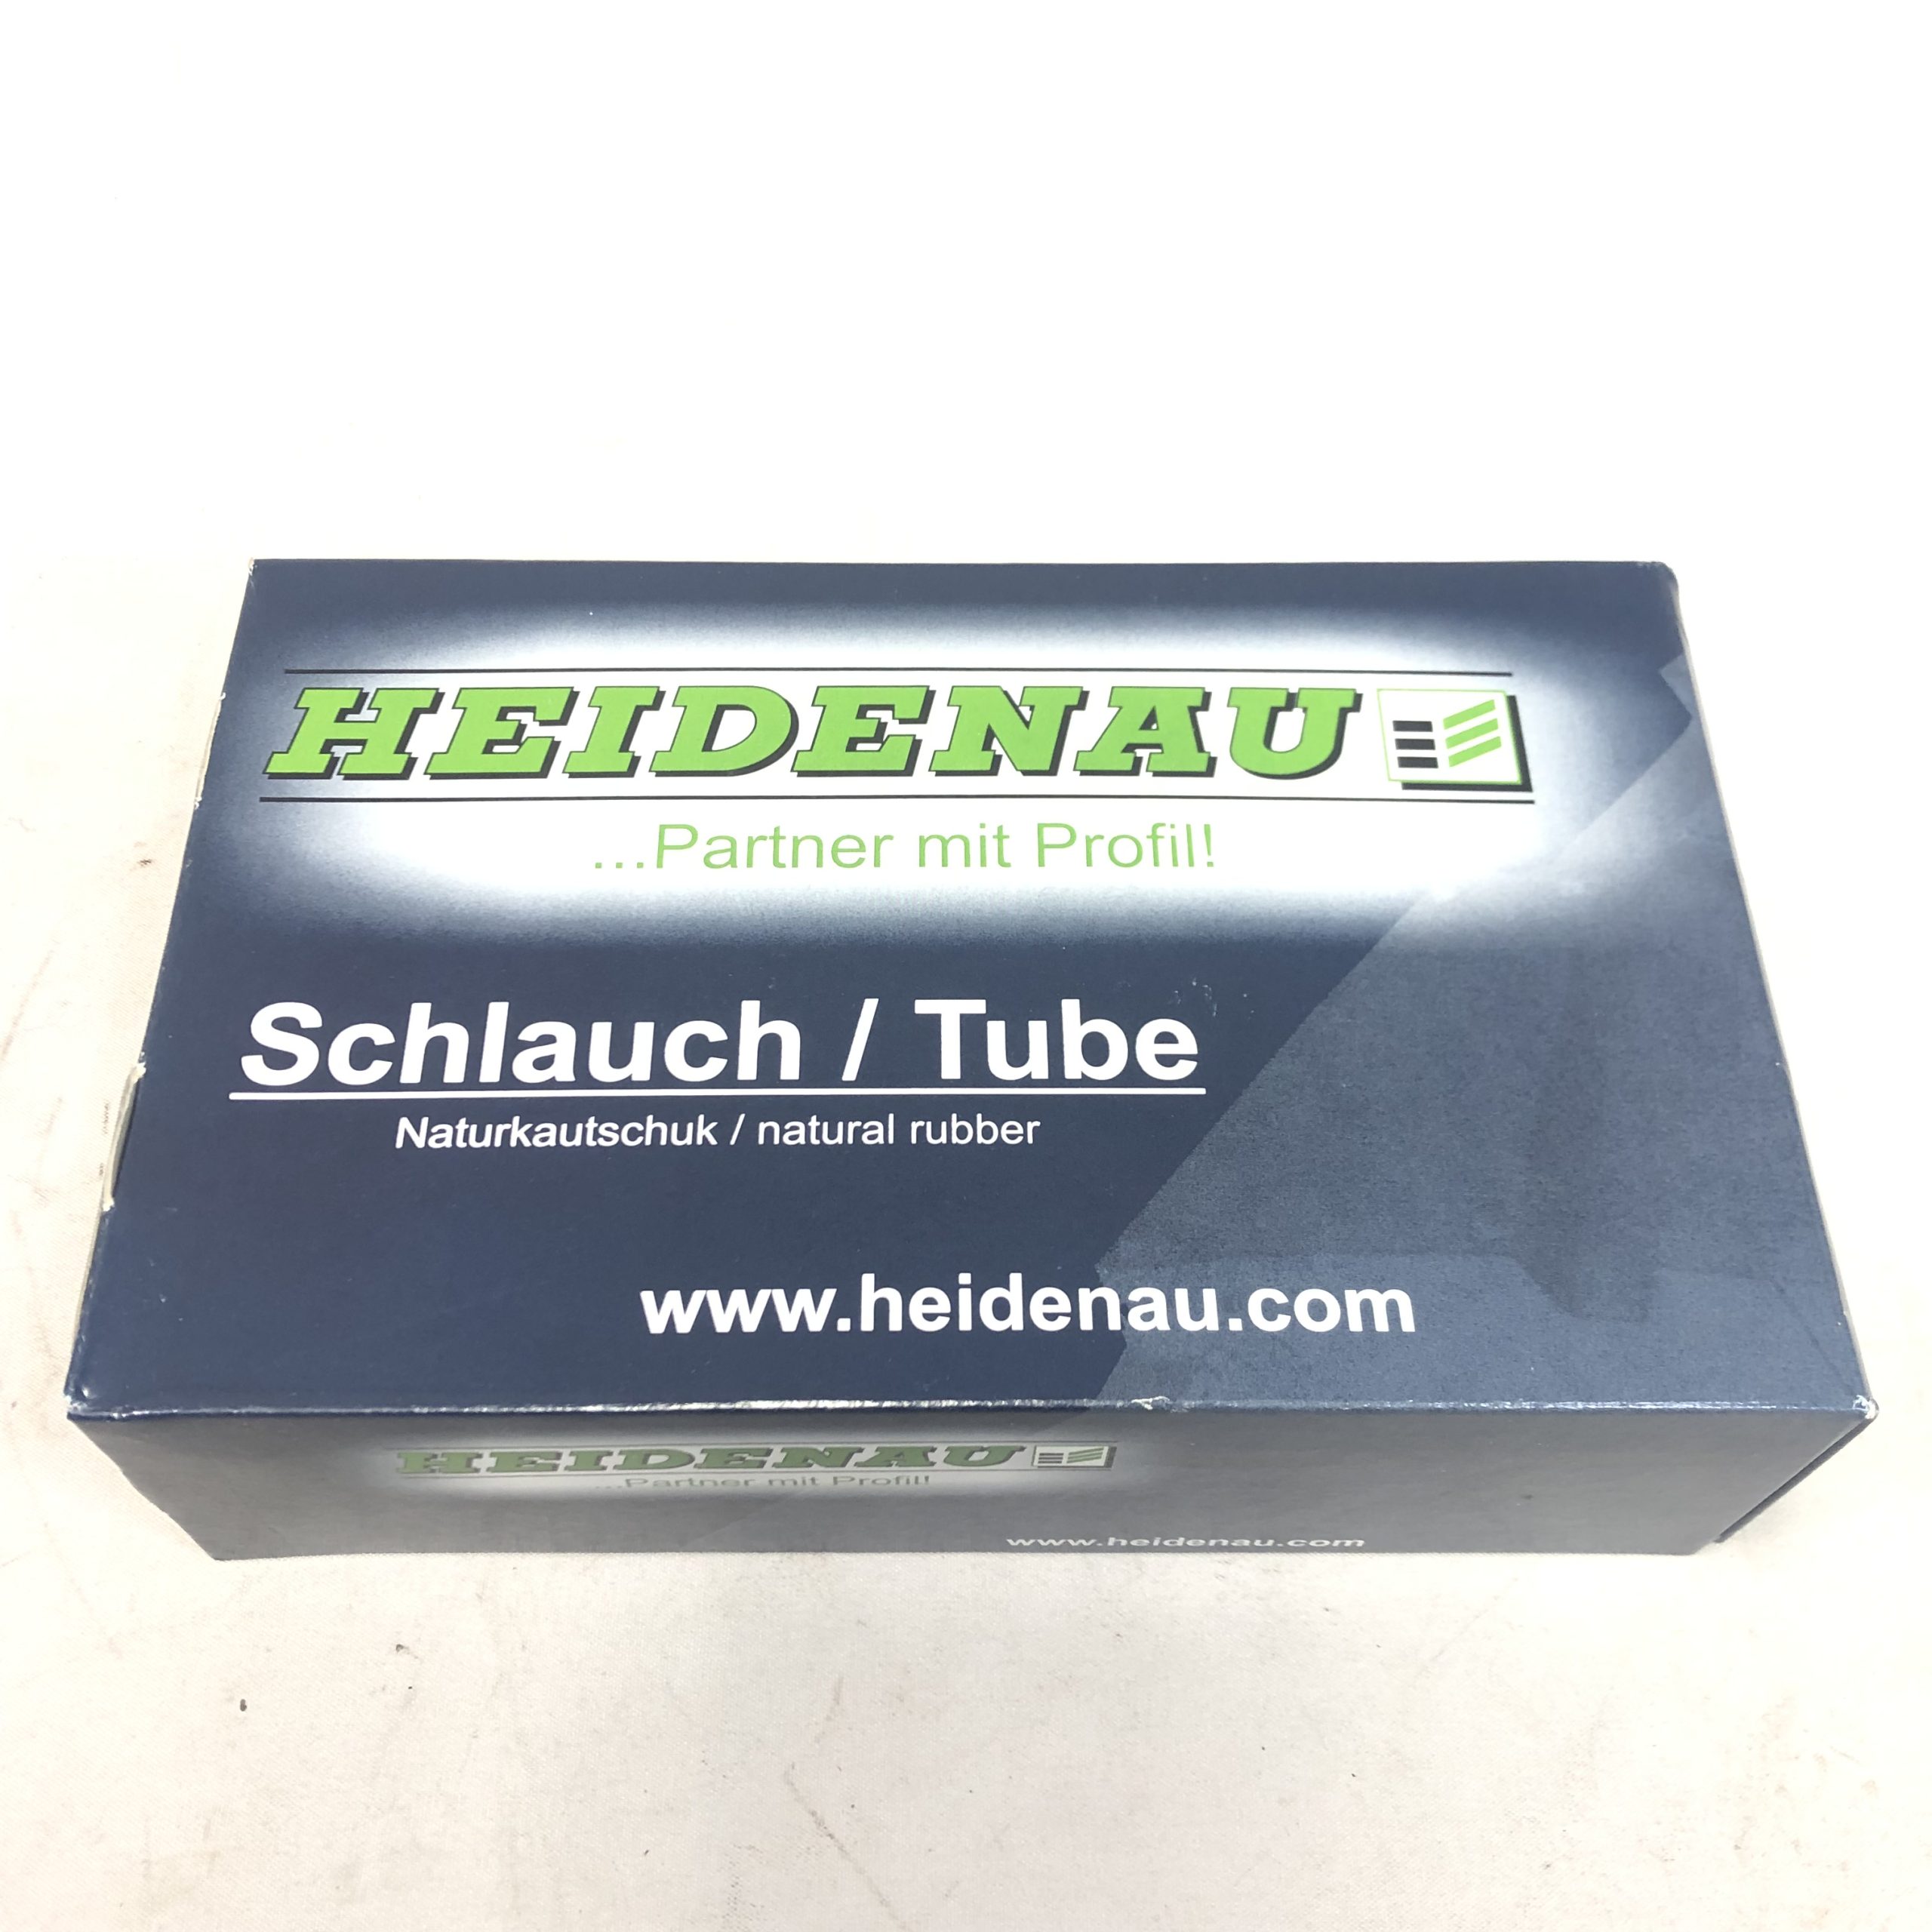 HEIDENAU
...Partner mit Profil!
Schlauch / Tube
Naturkautschuk / natural rubber
www.heidenau.com
HEIDENAU
...Partner mit Profil!
www.heidenau.com